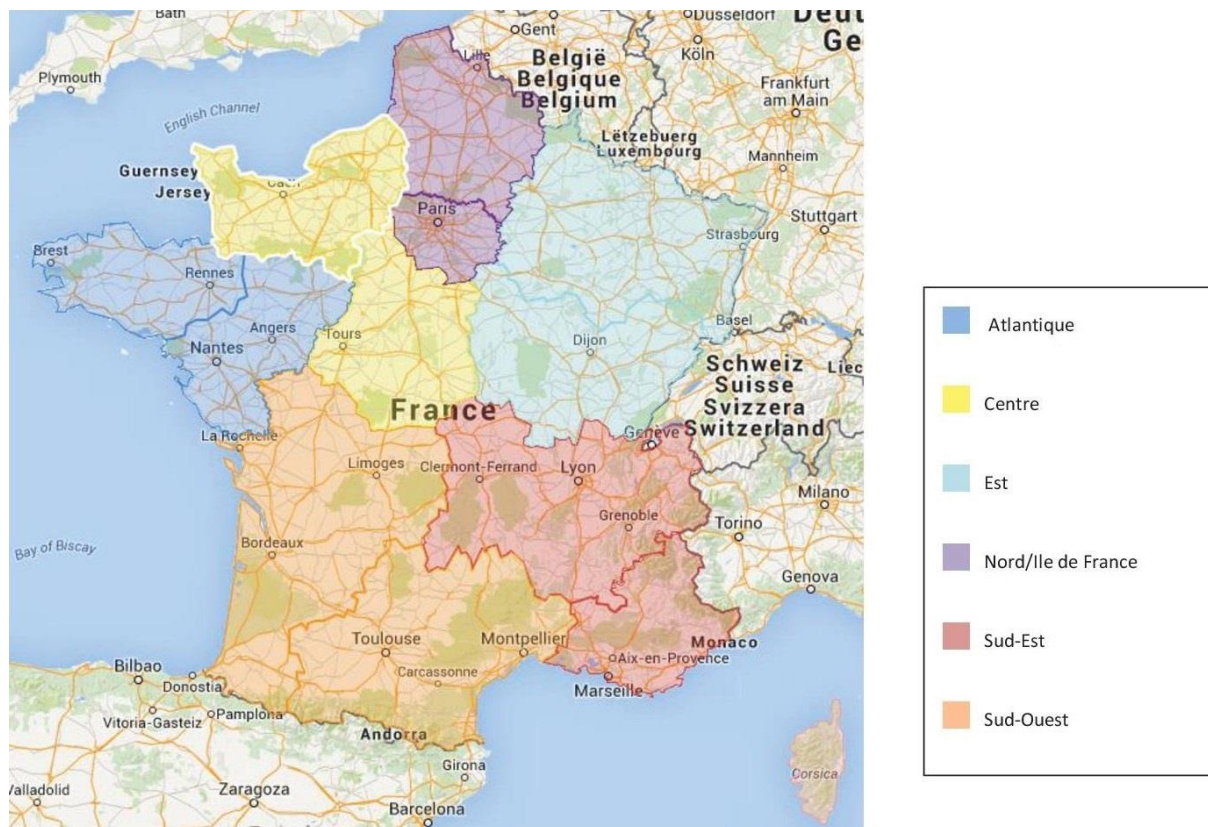 Bath
Plymouth
English Channel
Guernsey
Jersey
Gent
Lille
België
Belgique
Belgium
Düsseldorf
Köln
Deut
Ge
Frankfurt
am Main
Lëtzebuerg
Luxembourg
Mannheim
Stuttgart
Strasbourg
Paris
Brest
Rennes
Angers
Nantes
Tours
Dijon
Basel
Schweiz
Suisse
Svizzera
Switzerland
Liec
France
La Rochelle
Limoges
Clermont-Ferrand
Lyon
Genève
Grenoble
Milano
Torino
Genova
Bay of Biscay
Bordeaux
Toulouse
Montpellier
Carcassonne
Aix-en-Provence
Marseille
Monaco
Bilbao
Donostia
Vitoria-Gasteiz
Pamplona
Andorra
Girona
Zaragoza
Barcelona
Corsica
Atlantique
Centre
Est
Nord/Ile de France
Sud-Est
Sud-Ouest